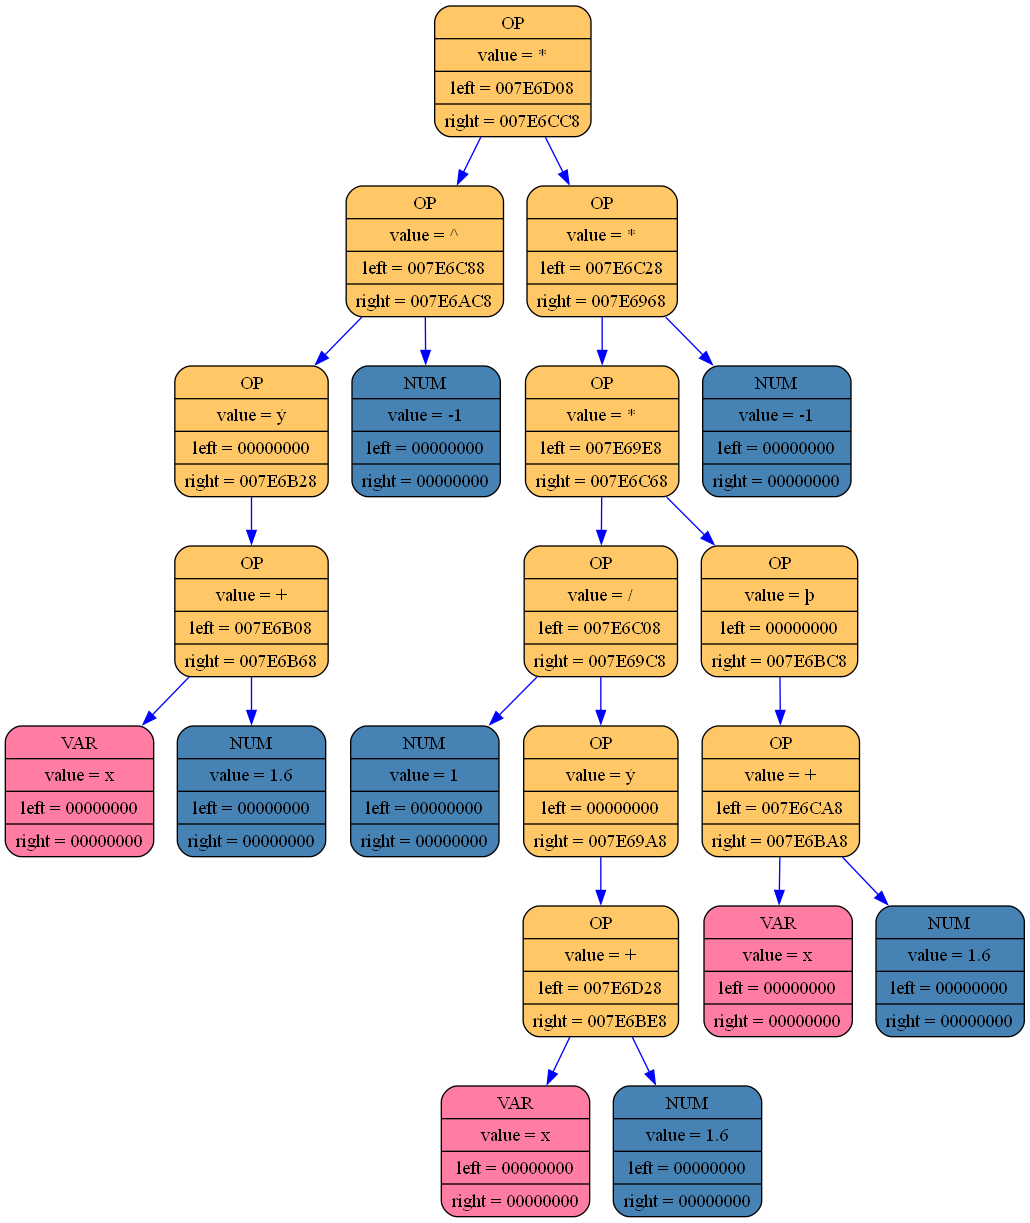 OP
value = *
left = 007E6D08
right = 007E6CC8
OP
value = ^
left = 007E6C88
right = 007E6AC8
OP
value = *
left = 007E6C28
right = 007E6968
OP
value = ý
left = 00000000
right = 007E6B28
NUM
value = -1
left = 00000000
right = 00000000
OP
value = *
left = 007E69E8
right = 007E6C68
NUM
value = -1
left = 00000000
right = 00000000
OP
value = +
left = 007E6B08
right = 007E6B68
OP
value = /
left = 007E6C08
right = 007E69C8
OP
value = þ
left = 00000000
right = 007E6BC8
VAR
value = x
left = 00000000
right = 00000000
NUM
value = 1.6
left = 00000000
right = 00000000
NUM
value = 1
left = 00000000
right = 00000000
OP
value = ý
left = 00000000
right = 007E69A8
OP
value = +
left = 007E6CA8
right = 007E6BA8
OP
value = +
left = 007E6D28
right = 007E6BE8
VAR
value = x
left = 00000000
right = 00000000
NUM
value = 1.6
left = 00000000
right = 00000000
VAR
value = x
left = 00000000
right = 00000000
NUM
value = 1.6
left = 00000000
right = 00000000